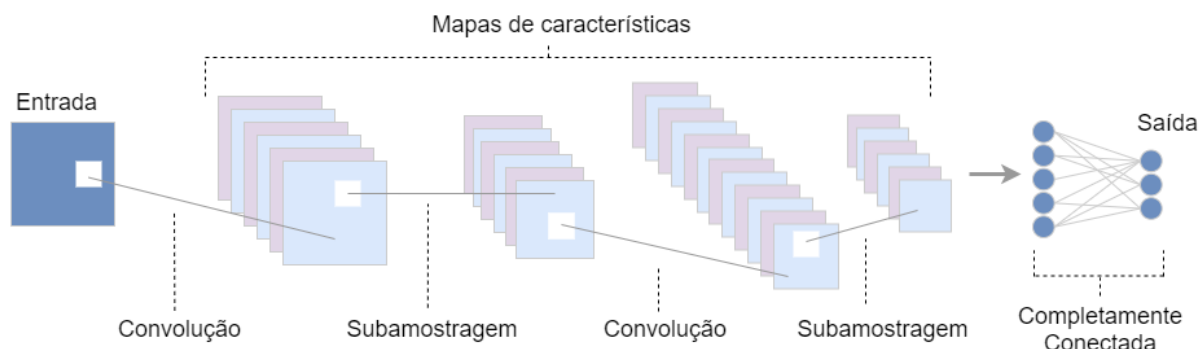 Mapas de características
Entrada
Saída
Convolução
Subamostragem
Convolução
Subamostragem
Completamente
Conectada